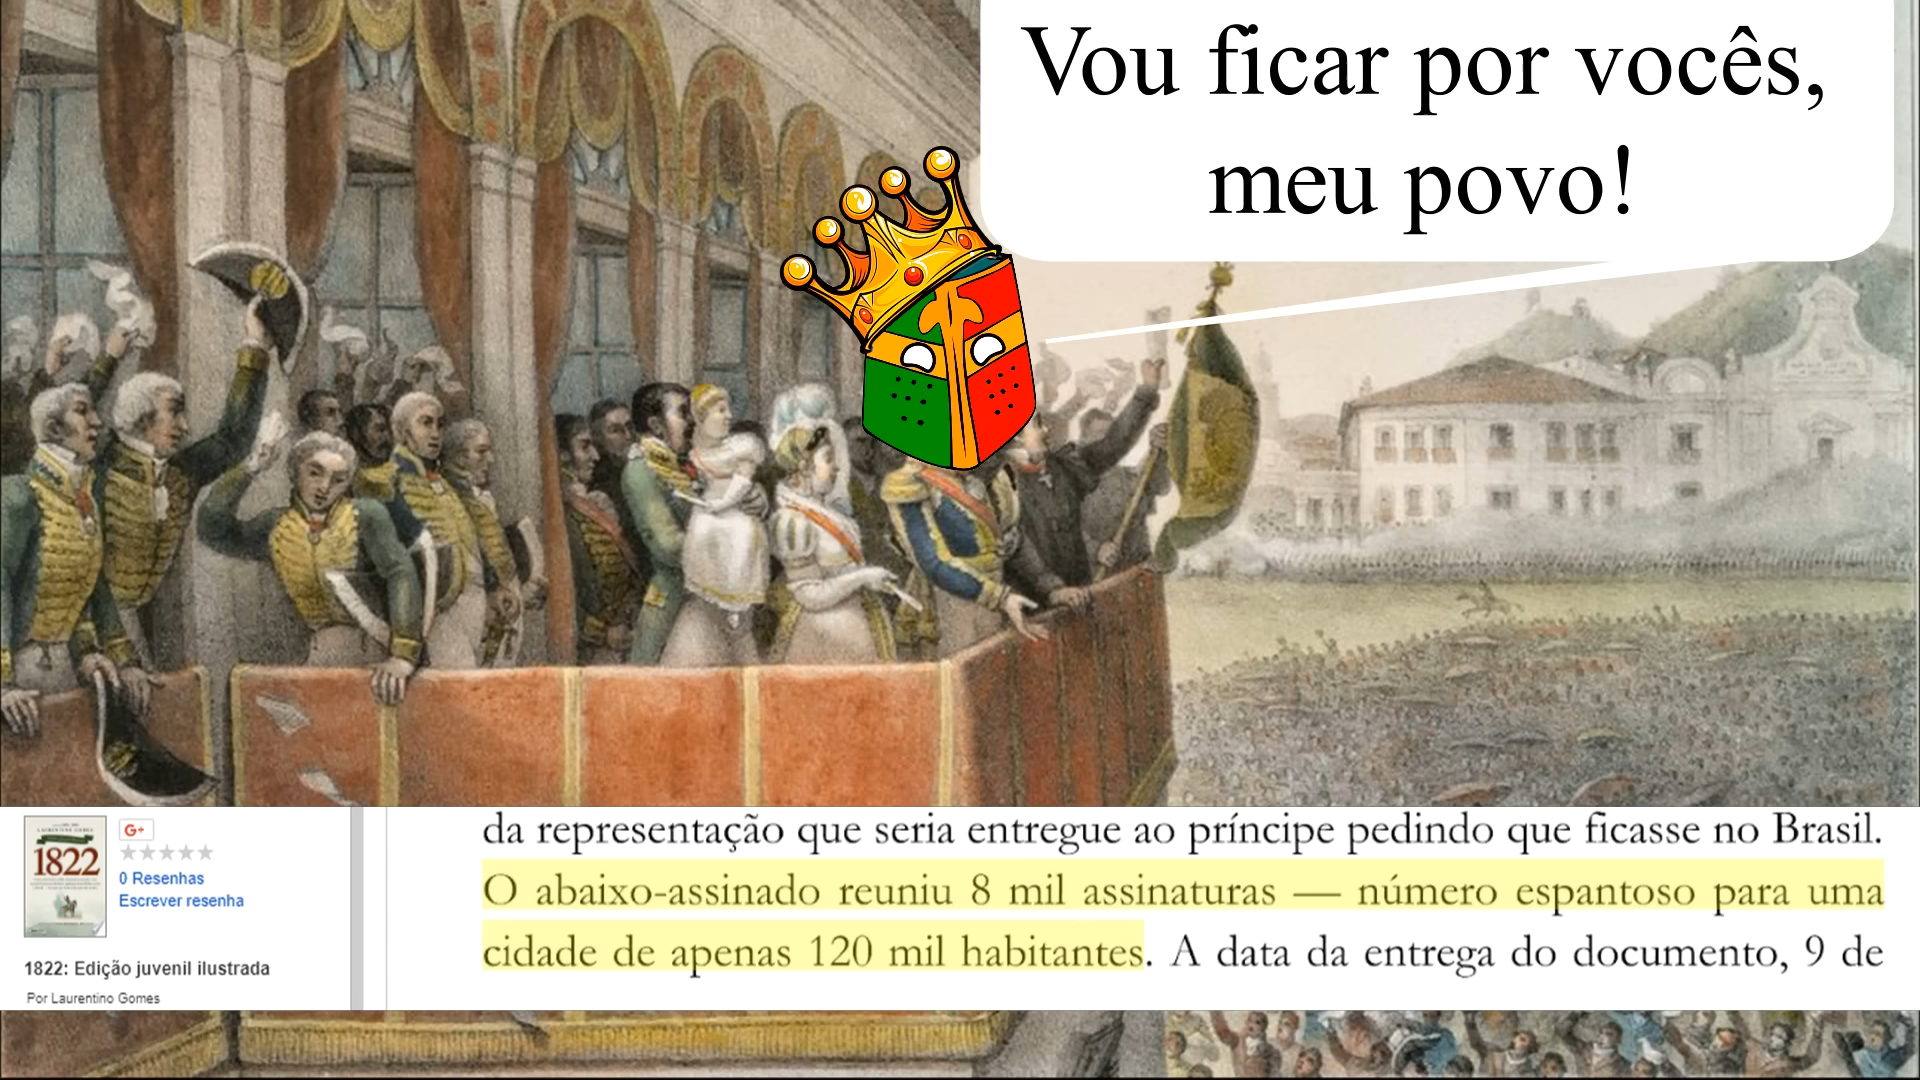 Vou ficar por vocês,
meu povo!
da representação que seria entregue ao príncipe pedindo que ficasse no Brasil.
O abaixo-assinado reuniu 8 mil assinaturas — número espantoso para uma
cidade de apenas 120 mil habitantes. A data da entrega do documento, 9 de
1822
G+
0 Resenhas
Escrever resenha
1822: Edição juvenil ilustrada
Por Laurentino Gomes